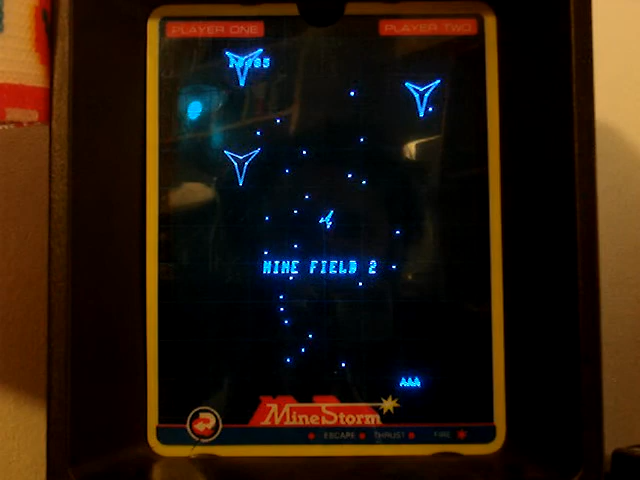 PLAYER ONE
PLAYER TWO
MINE FIELD 2
MineStorm
ESCAPE THRUST FIRE